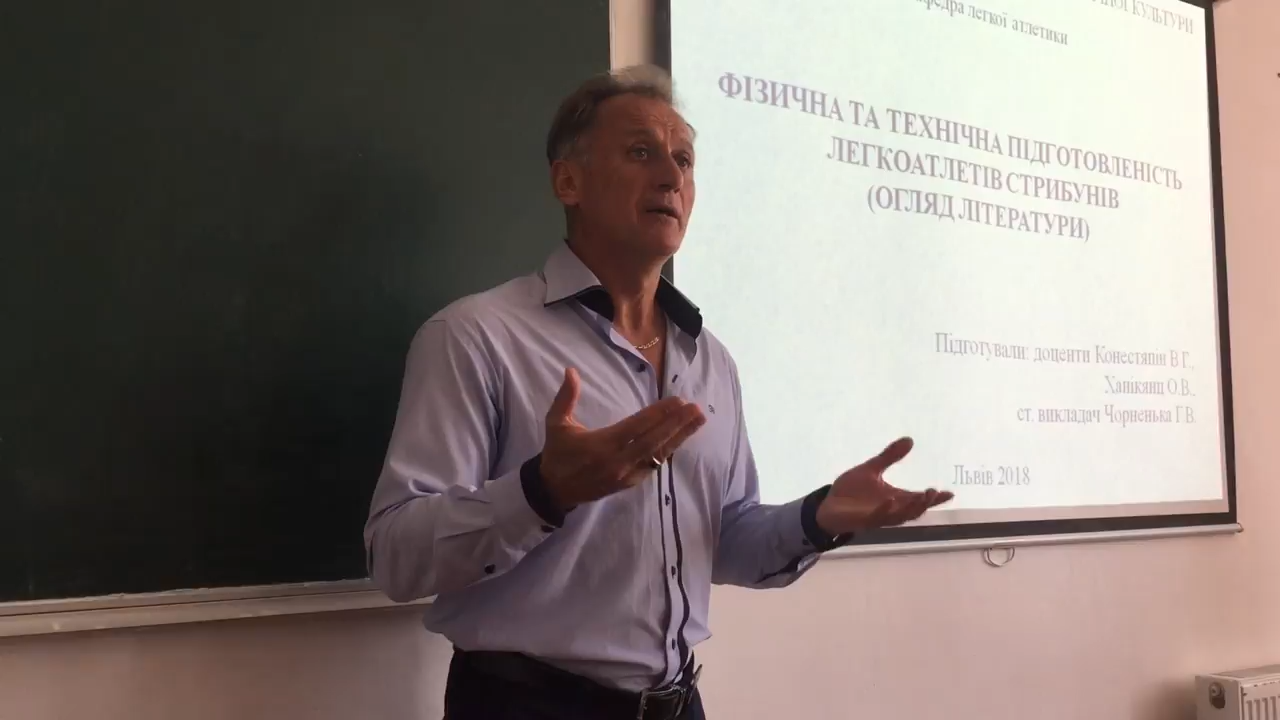 КУЛЬТУРИ
кафедра легкої атлетики
ФІЗИЧНА ТА ТЕХНІЧНА ПІДГОТОВЛЕНІСТЬ
ЛЕГКОАТЛЕТІВ СТРИБУНІВ
(ОГЛЯД ЛІТЕРАТУРИ)
Підготували: доценти Конестяпін В Г.,
Ханікянц О.В.,
ст. викладач Чорненька Г.В.
Львів 2018